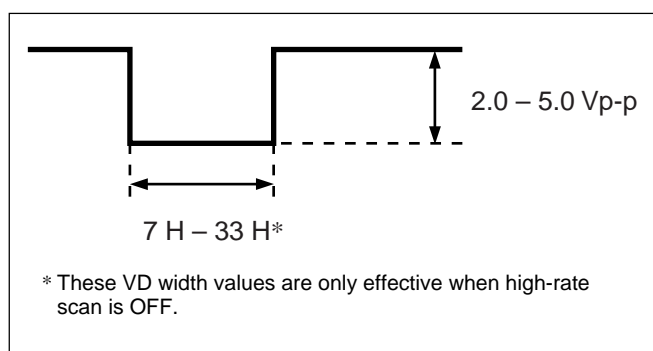 2.0 – 5.0 Vp-p
7 H – 33 H*
* These VD width values are only effective when high-rate
scan is OFF.